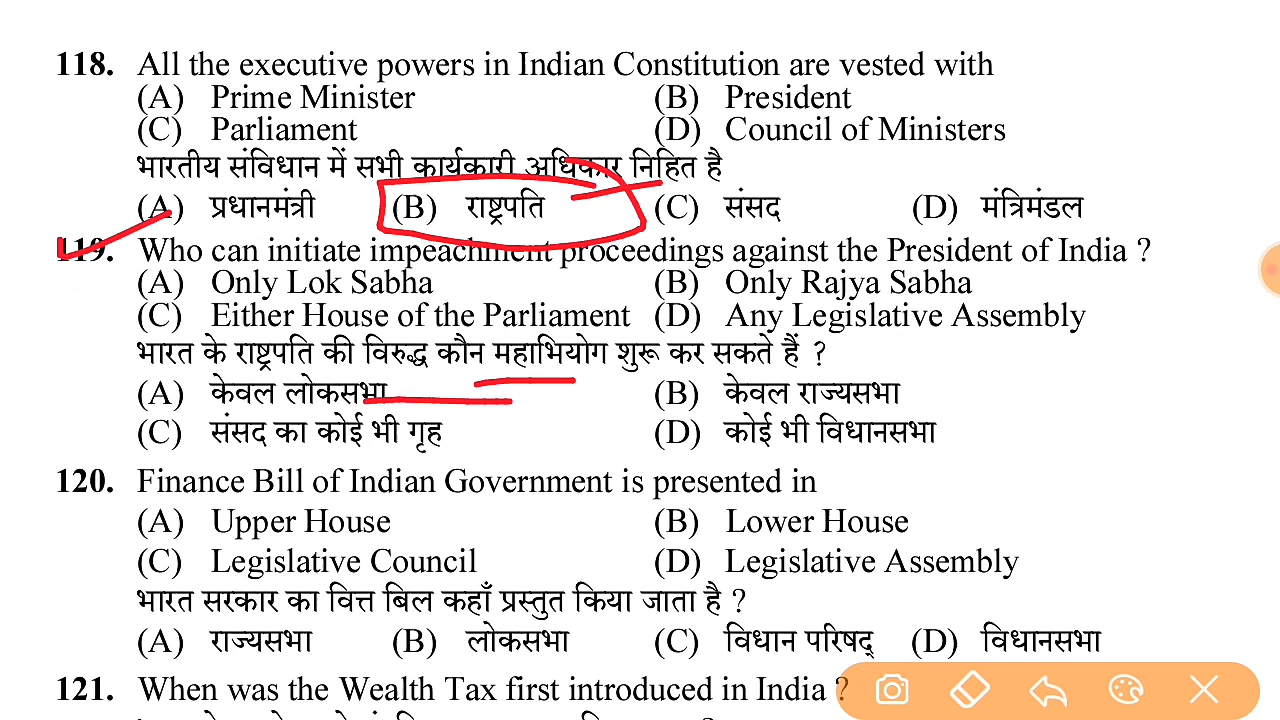 118. All the executive powers in Indian Constitution are vested with
(A) Prime Minister (B) President
(C) Parliament (D) Council of Ministers
भारतीय संविधान में सभी कार्यकारी अधिकार निहित है
(A) प्रधानमंत्री (B) राष्ट्रपति (C) संसद (D) मंत्रिमंडल
119. Who can initiate impeachment proceedings against the President of India ?
(A) Only Lok Sabha (B) Only Rajya Sabha
(C) Either House of the Parliament (D) Any Legislative Assembly
भारत के राष्ट्रपति की विरुद्ध कौन महाभियोग शुरू कर सकते हैं ?
(A) केवल लोकसभा (B) केवल राज्यसभा
(C) संसद का कोई भी गृह (D) कोई भी विधानसभा
120. Finance Bill of Indian Government is presented in
(A) Upper House (B) Lower House
(C) Legislative Council (D) Legislative Assembly
भारत सरकार का वित्त बिल कहाँ प्रस्तुत किया जाता है ?
(A) राज्यसभा (B) लोकसभा (C) विधान परिषद् (D) विधानसभा
121. When was the Wealth Tax first introduced in India ?